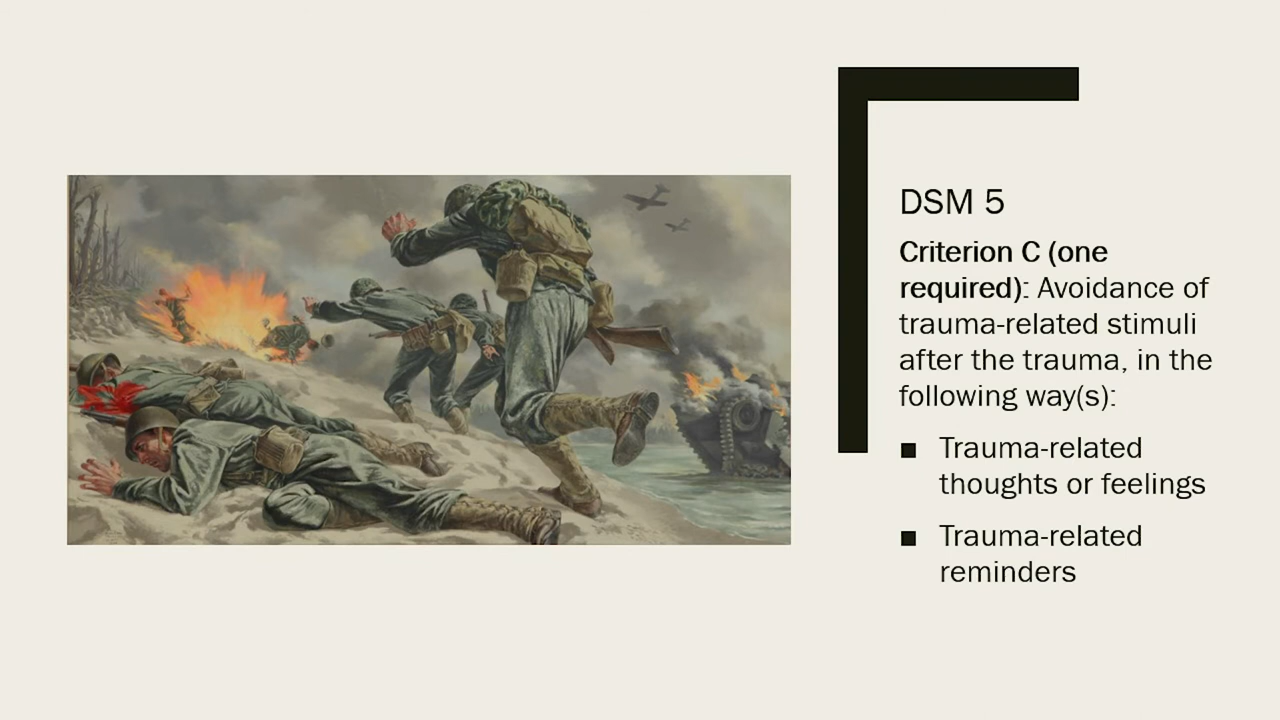 DSM 5
Criterion C (one
required): Avoidance of
trauma-related stimuli
after the trauma, in the
following way(s):
■ Trauma-related
thoughts or feelings
■ Trauma-related
reminders